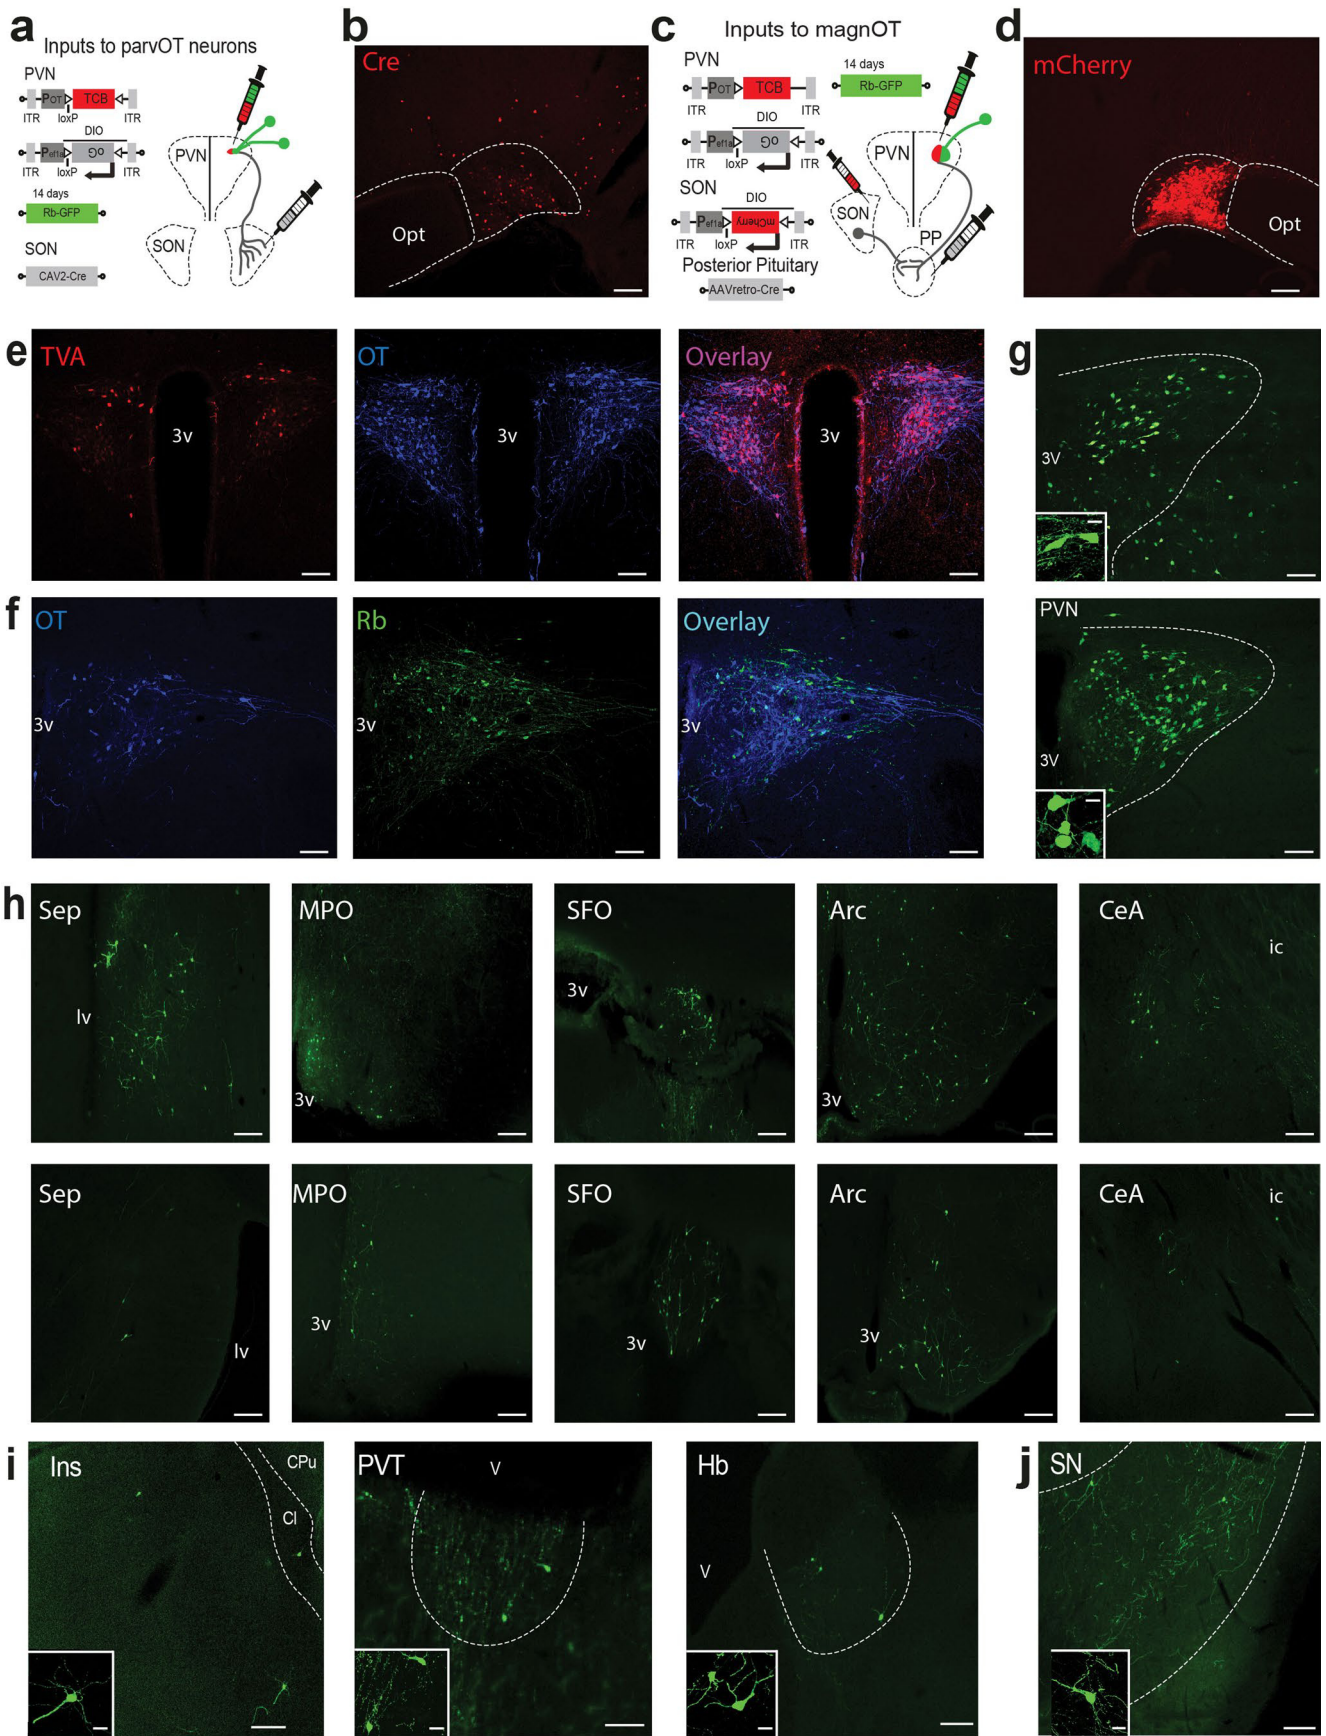 a
Inputs to parvOT neurons
PVN
POT
TCB
ITR
loxP
ITR
DIO
Pef1a
oG
ITR
loxP
ITR
14 days
Rb-GFP
SON
CAV2-Cre
PVN
SON
b
Cre
Opt
c
Inputs to magnOT
PVN
POT
TCB
ITR
loxP
ITR
14 days
Rb-GFP
DIO
Pef1a
oG
ITR
loxP
ITR
SON
DIO
Pef1a
mCherry
ITR
loxP
ITR
Posterior Pituitary
AAVretro-Cre
PVN
SON
PP
d
mCherry
Opt
e
TVA
3v
OT
3v
Overlay
3v
g
3V
PVN
3V
f
OT
3v
Rb
3v
Overlay
3v
h
Sep
lv
MPO
3v
SFO
3v
Arc
3v
CeA
ic
Sep
lv
MPO
3v
SFO
3v
Arc
3v
CeA
ic
i
Ins
CPu
Cl
PVT
V
Hb
V
j
SN